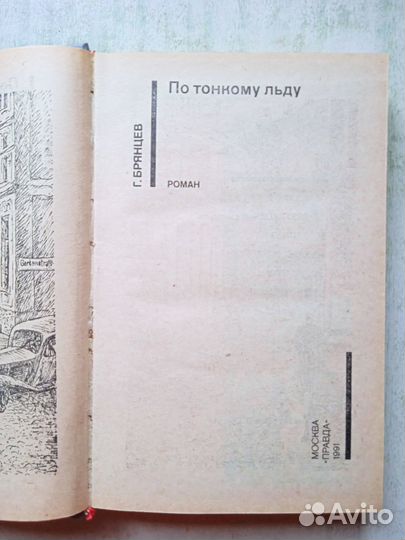 По тонкому льду
Г. БРЯНЦЕВ
РОМАН
МОСКВА
«ПРАВДА»
1991
Avito